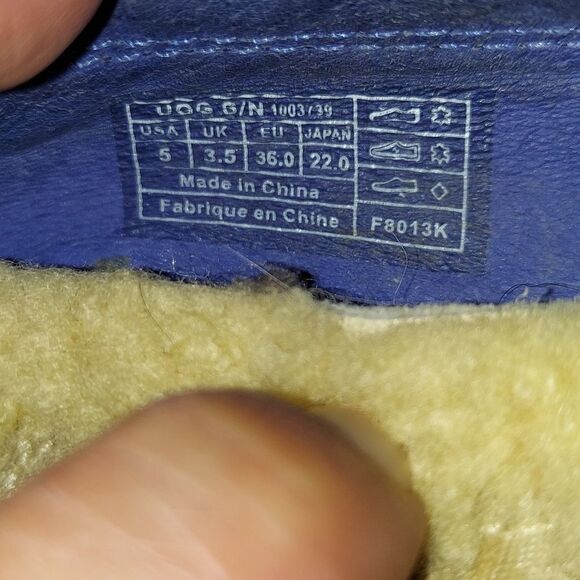 UGG S/N 1003739
USA UK EU JAPAN
5 3.5 36.0 22.0
Made in China
Fabrique en Chine F8013K